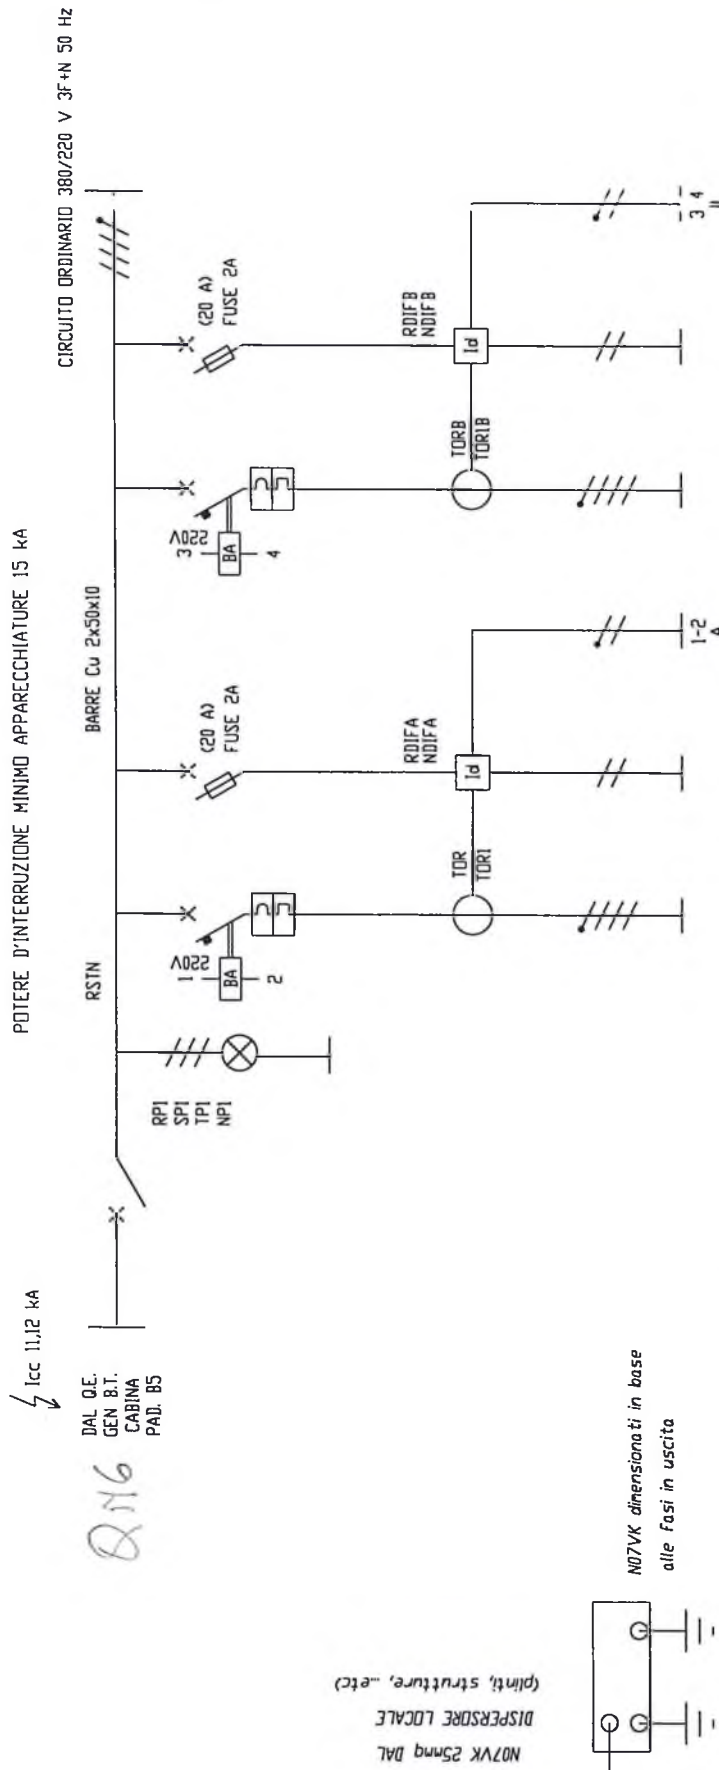 CIRCUITO ORDINARIO 380/220 V 3F+N 50 Hz
POTERE D'INTERRUZIONE MINIMO APPARECCHIATURE 15 kA
Icc 11,12 kA
DAL Q.E.
GEN B.T.
CABINA
PAD. B5
RSTN
BARRE Cu 2x50x10
RP1
SP1
TP1
NP1
1
220V
BA
2
(20 A)
FUSE 2A
3
220V
BA
4
(20 A)
FUSE 2A
TOR
TOR1
RDIFA
NDIFA
Id
TORB
TOR1B
RDIFB
NDIFB
Id
1-2
3 4
N07VK 25mmq DAL
DISPERSORE LOCALE
(plinti, strutture, ...etc)
N07VK dimensionati in base
alle fasi in uscita